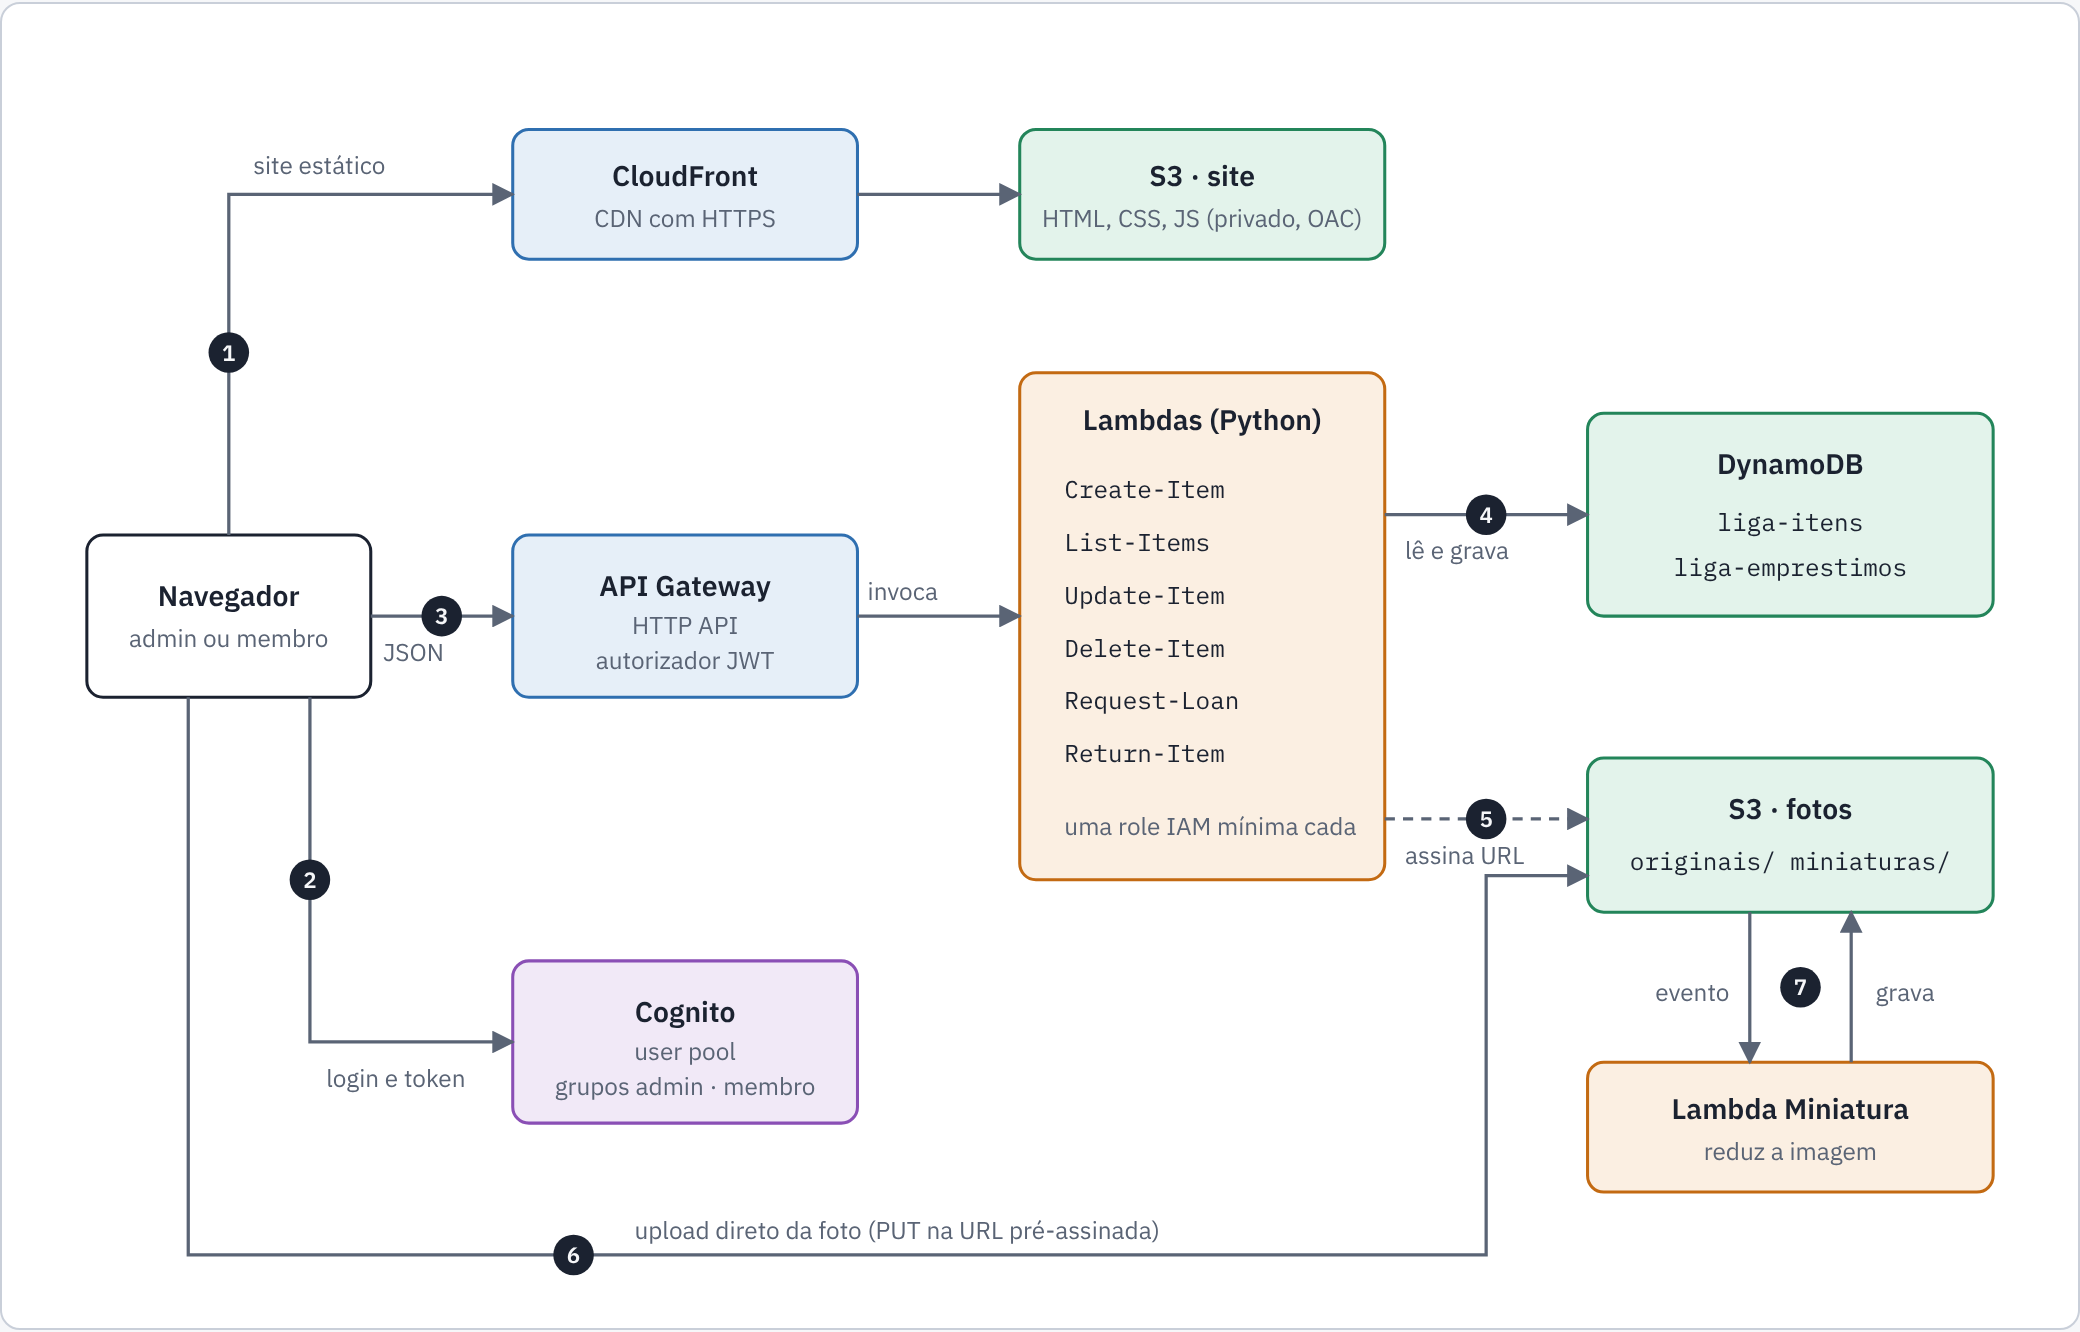 site estático
CloudFront
CDN com HTTPS
S3 · site
HTML, CSS, JS (privado, OAC)
1
Navegador
admin ou membro
3
JSON
API Gateway
HTTP API
autorizador JWT
invoca
Lambdas (Python)
Create-Item
List-Items
Update-Item
Delete-Item
Request-Loan
Return-Item
uma role IAM mínima cada
4
lê e grava
DynamoDB
liga-itens
liga-emprestimos
5
assina URL
S3 · fotos
originais/ miniaturas/
2
login e token
Cognito
user pool
grupos admin · membro
evento
7
grava
Lambda Miniatura
reduz a imagem
upload direto da foto (PUT na URL pré-assinada)
6